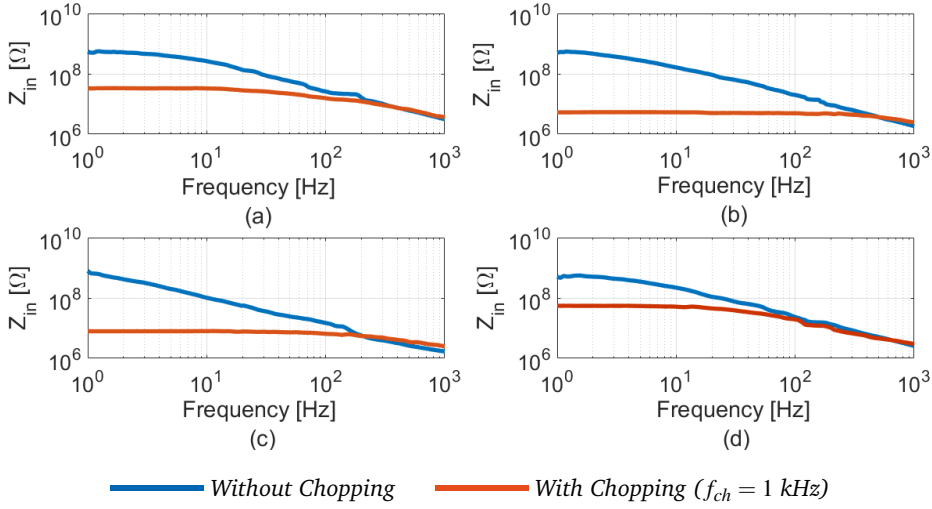 10^10 10^10
Z_in [Ω] 10^8 Z_in [Ω] 10^8
10^6 10^6
10^0 10^1 10^2 10^3 10^0 10^1 10^2 10^3
Frequency [Hz] Frequency [Hz]
(a) (b)
10^10 10^10
Z_in [Ω] 10^8 Z_in [Ω] 10^8
10^6 10^6
10^0 10^1 10^2 10^3 10^0 10^1 10^2 10^3
Frequency [Hz] Frequency [Hz]
(c) (d)
Without Chopping With Chopping (f_ch = 1 kHz)